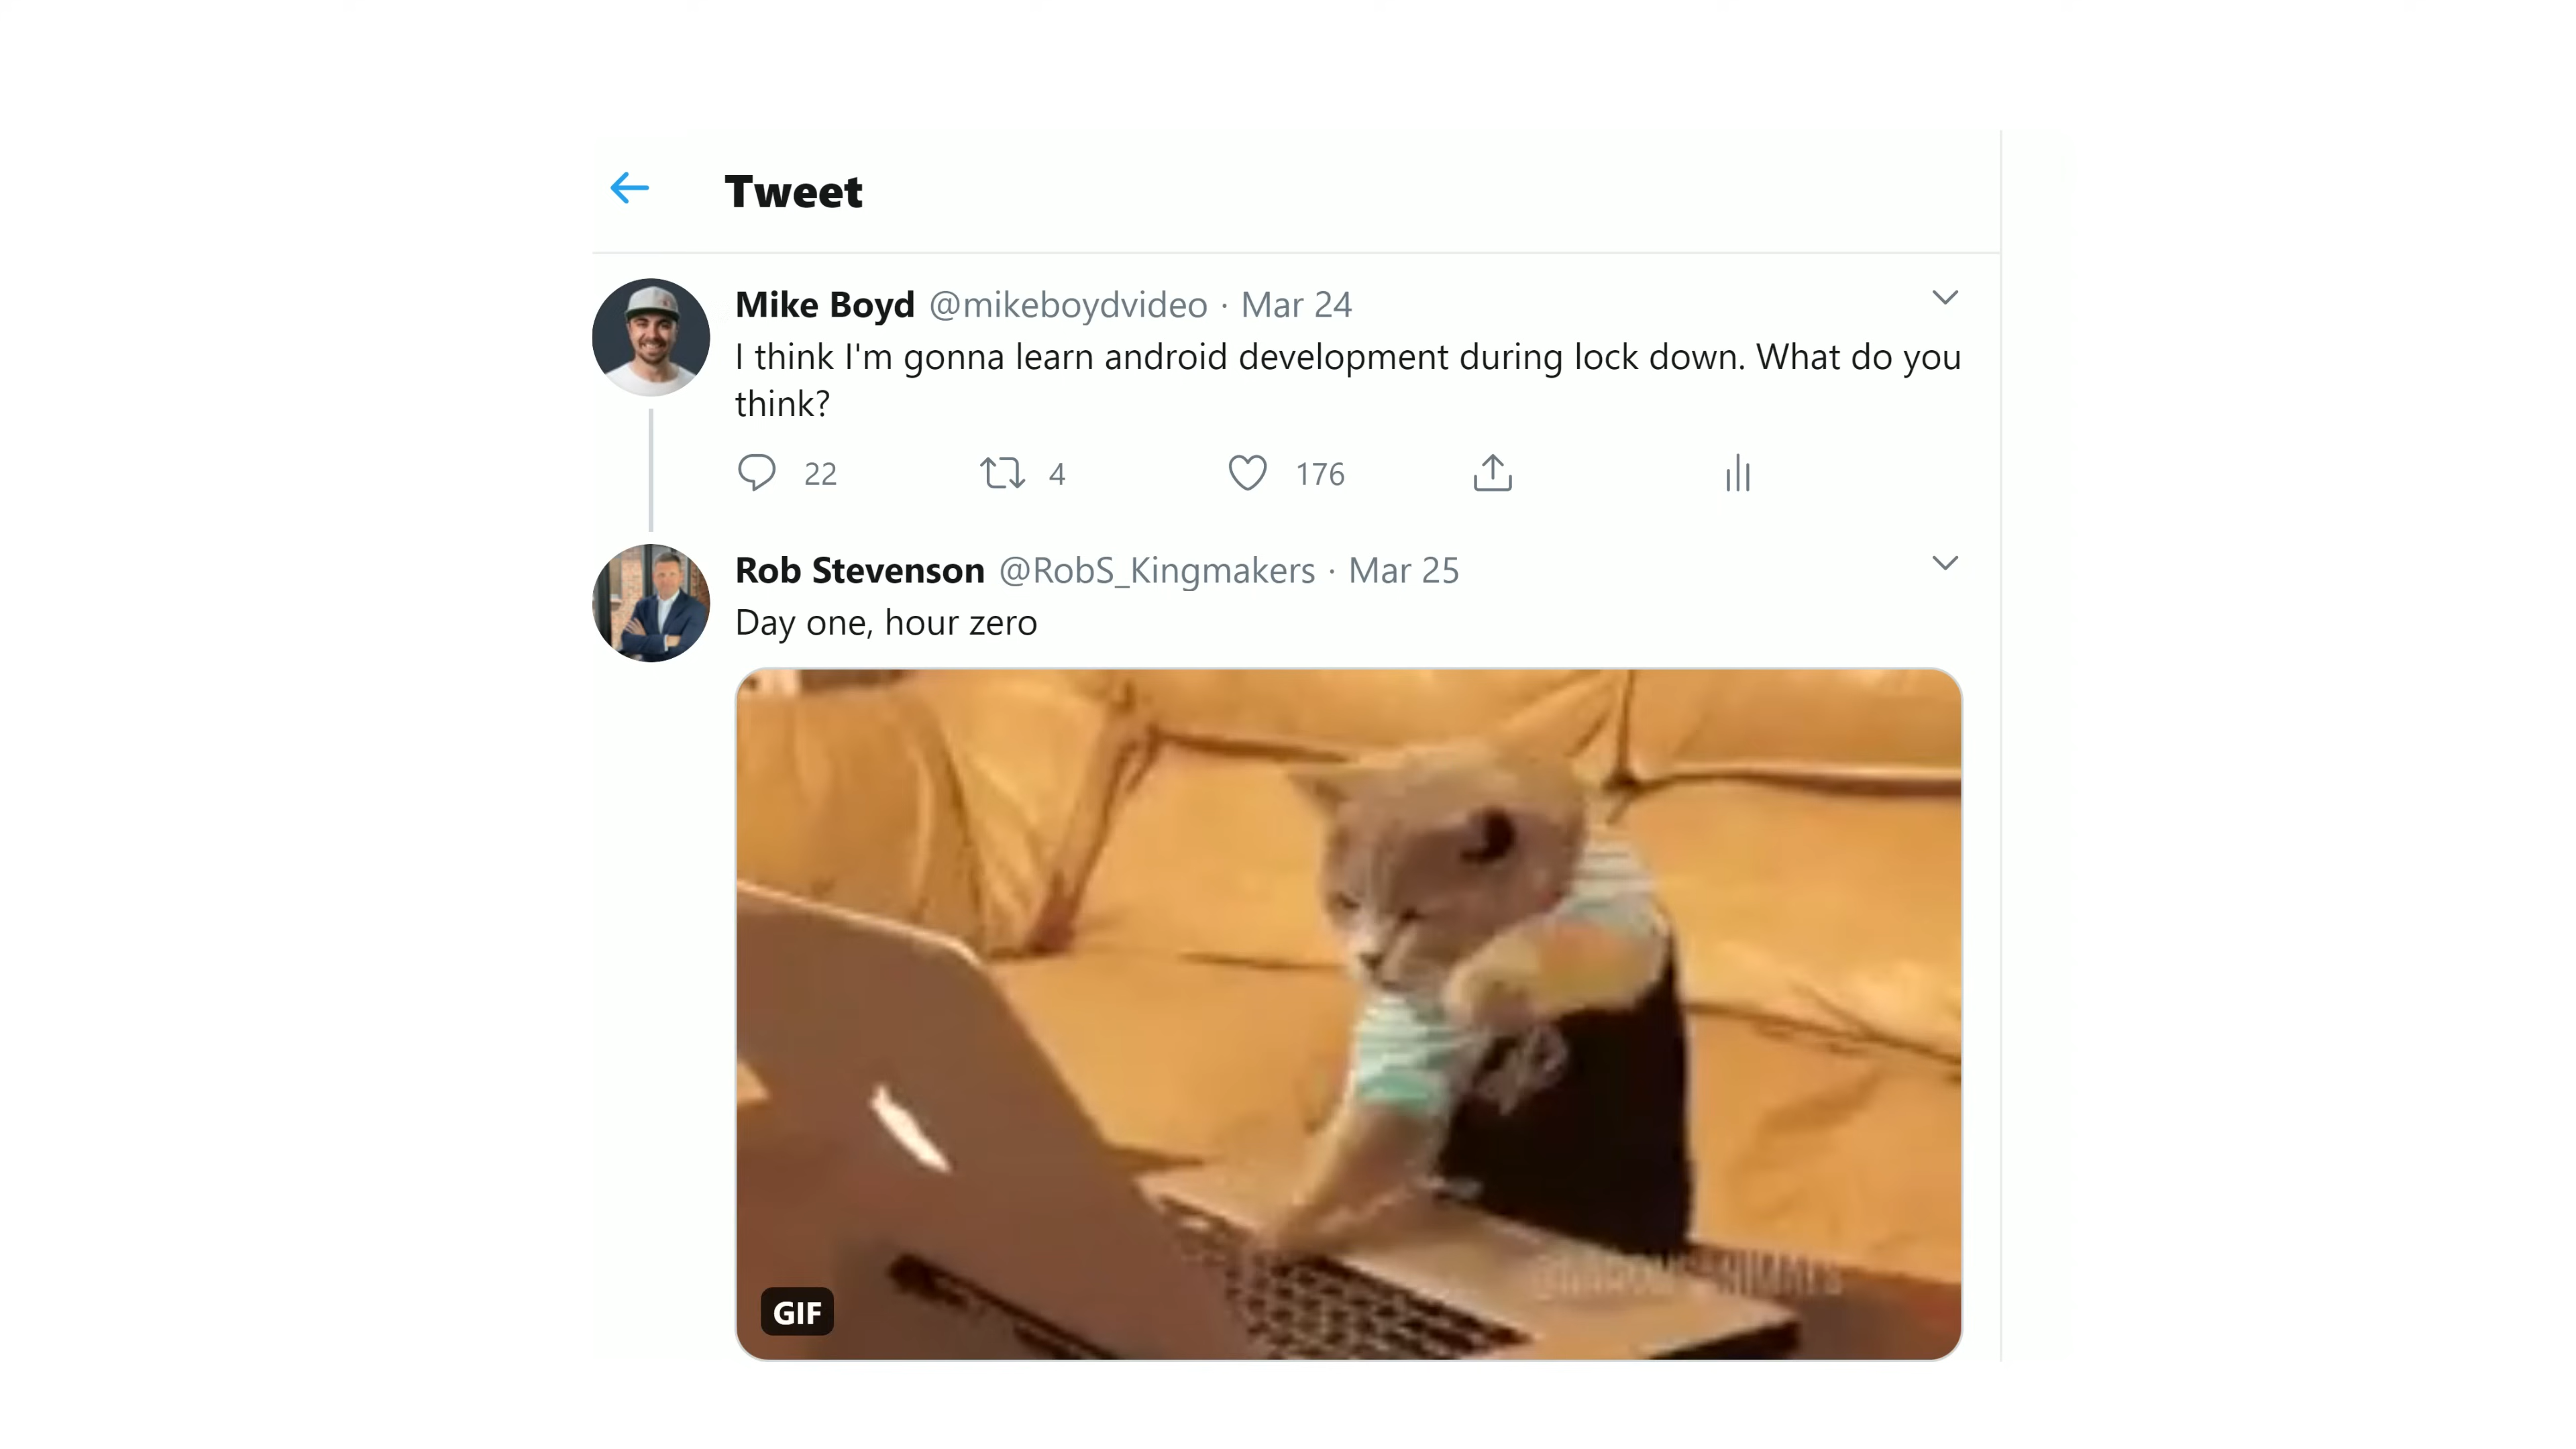 Tweet
Mike Boyd @mikeboydvideo · Mar 24
I think I'm gonna learn android development during lock down. What do you
think?
22 4 176
Rob Stevenson @RobS_Kingmakers · Mar 25
Day one, hour zero
GIF